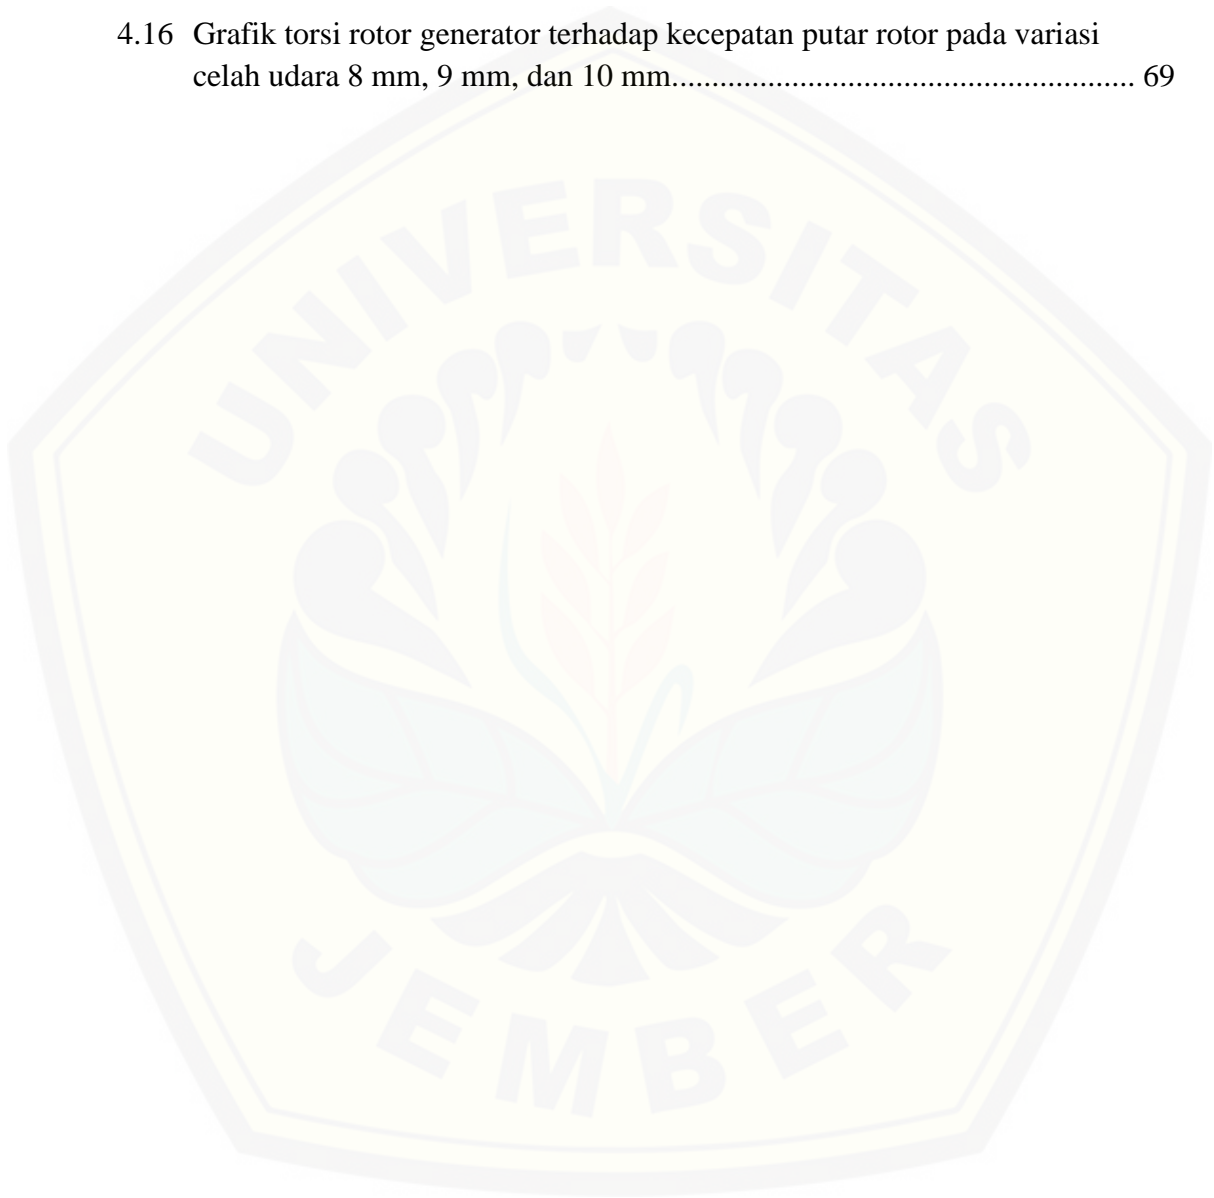 4.16 Grafik torsi rotor generator terhadap kecepatan putar rotor pada variasi
celah udara 8 mm, 9 mm, dan 10 mm.......................................................... 69
UNIVERSITAS
JEMBER